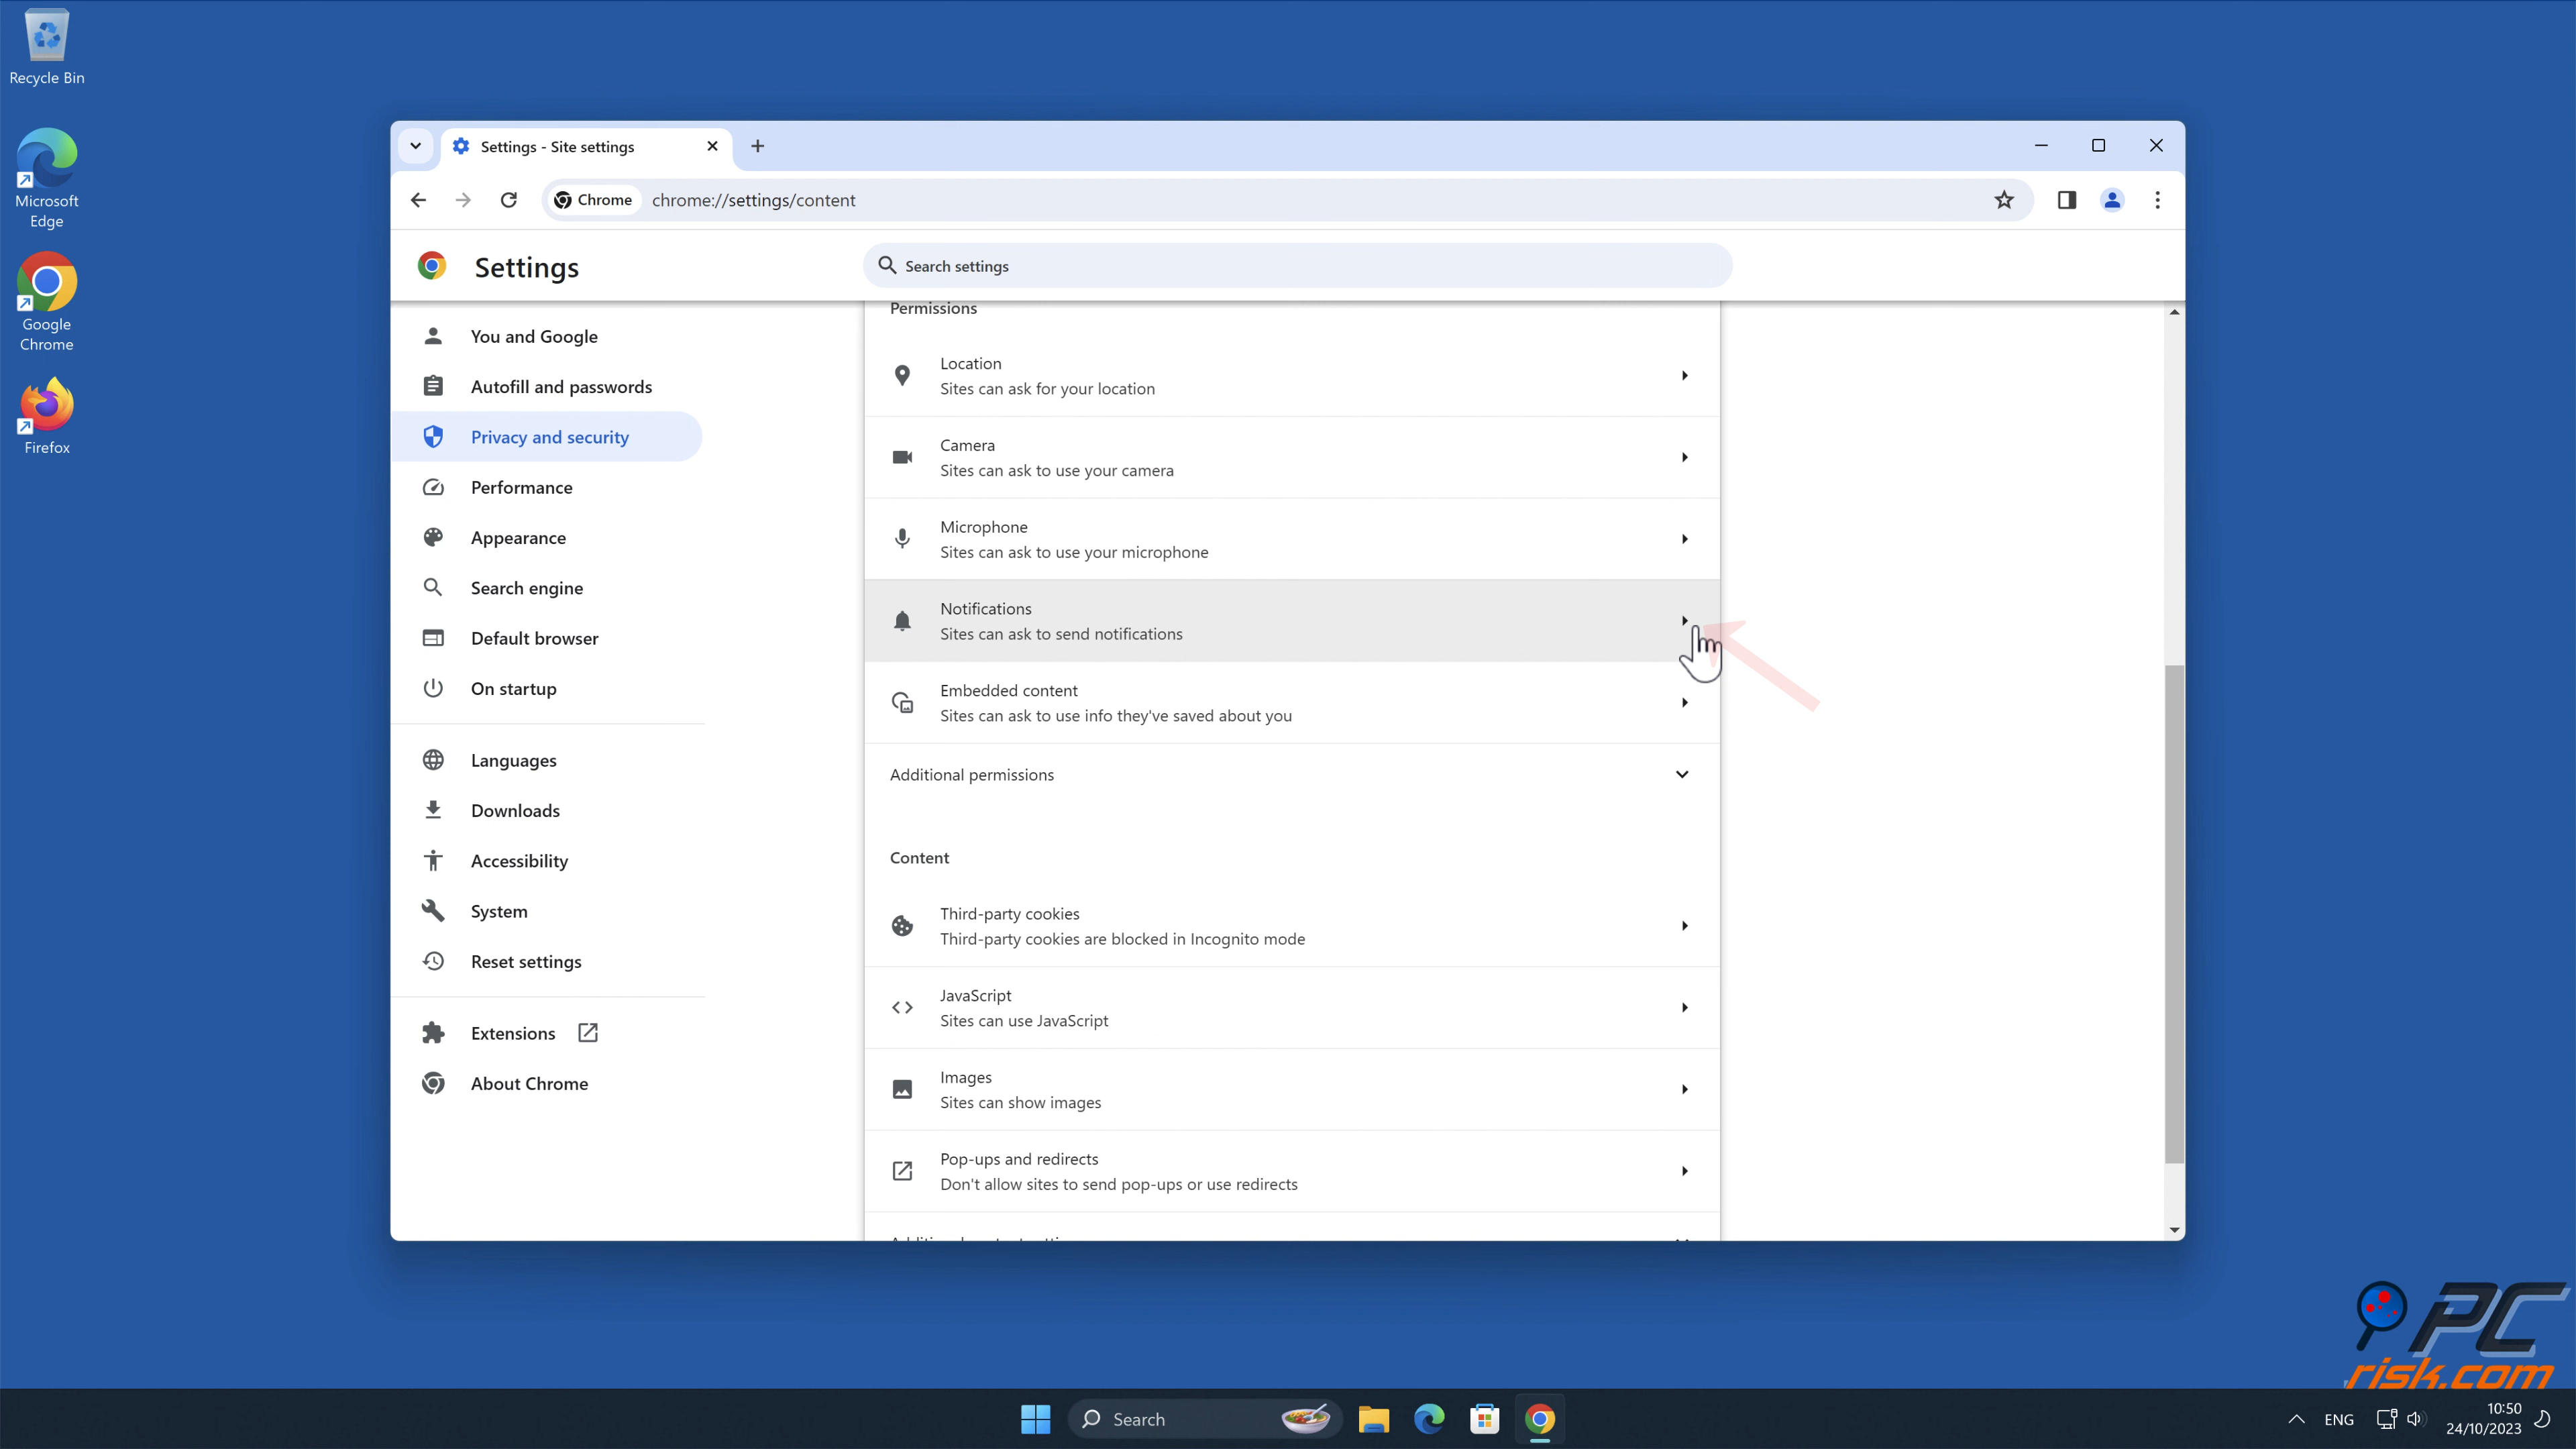 Recycle Bin
Microsoft
Edge
Google
Chrome
Firefox
Settings - Site settings
Chrome
chrome://settings/content
Settings
Search settings
You and Google
Autofill and passwords
Privacy and security
Performance
Appearance
Search engine
Default browser
On startup
Languages
Downloads
Accessibility
System
Reset settings
Extensions
About Chrome
Permissions
Location
Sites can ask for your location
Camera
Sites can ask to use your camera
Microphone
Sites can ask to use your microphone
Notifications
Sites can ask to send notifications
Embedded content
Sites can ask to use info they've saved about you
Additional permissions
Content
Third-party cookies
Third-party cookies are blocked in Incognito mode
JavaScript
Sites can use JavaScript
Images
Sites can show images
Pop-ups and redirects
Don't allow sites to send pop-ups or use redirects
PC
risk.com
Search
ENG
10:50
24/10/2023